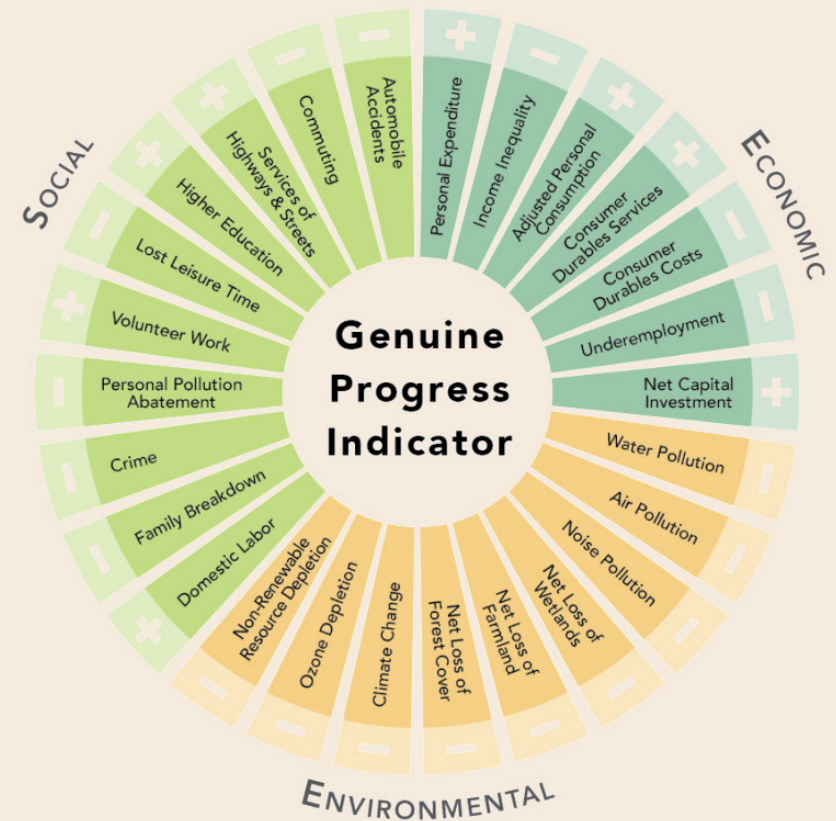 Genuine
Progress
Indicator
ECONOMIC
+
Personal Expenditure
-
Income Inequality
+
Adjusted Personal
Consumption
+
Consumer
Durables Services
-
Consumer
Durables Costs
-
Underemployment
+
Net Capital
Investment
ENVIRONMENTAL
-
Water Pollution
-
Air Pollution
-
Noise Pollution
-
Net Loss of
Wetlands
-
Net Loss of
Farmland
-
Net Loss of
Forest Cover
-
Climate Change
-
Ozone Depletion
-
Non-Renewable
Resource Depletion
SOCIAL
+
Domestic Labor
-
Family Breakdown
-
Crime
-
Personal Pollution
Abatement
+
Volunteer Work
-
Lost Leisure Time
+
Higher Education
+
Services of
Highways & Streets
-
Commuting
-
Automobile
Accidents